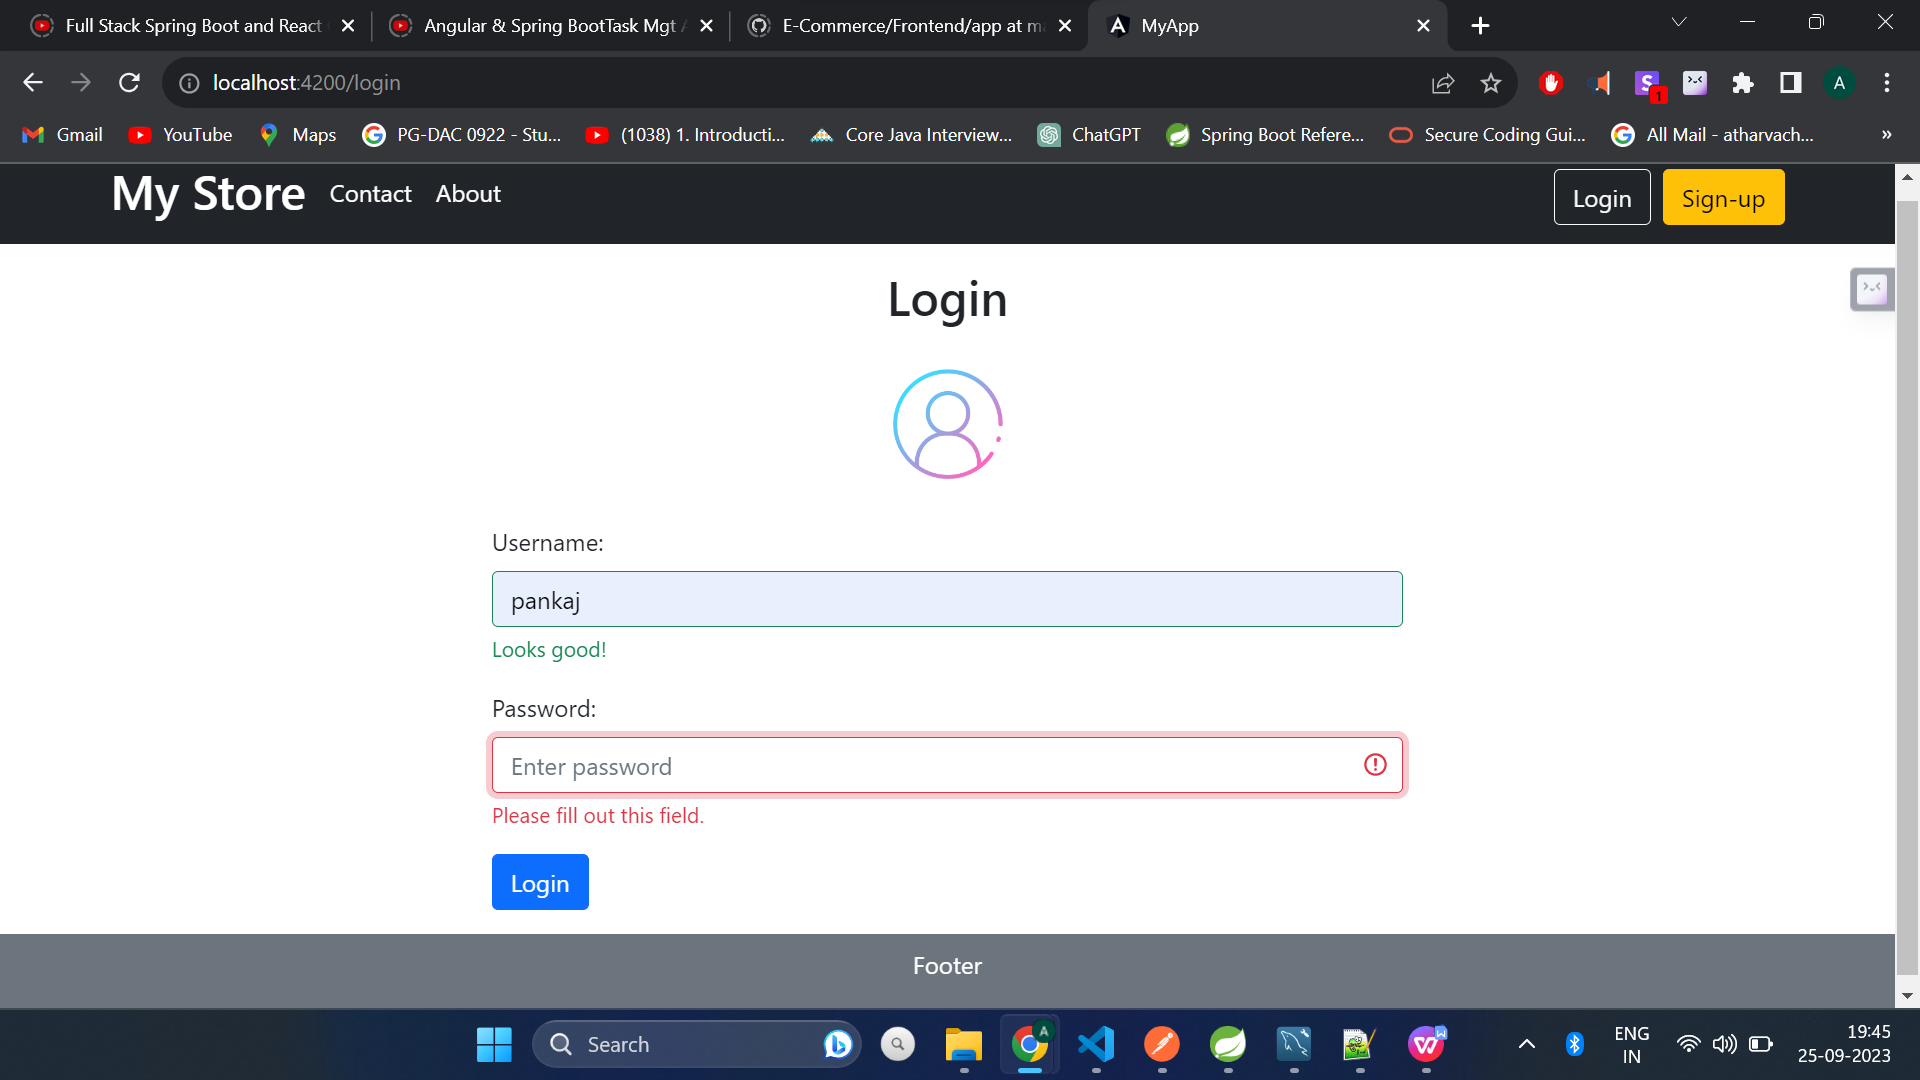 Full Stack Spring Boot and React
Angular & Spring BootTask Mgt
E-Commerce/Frontend/app at ma
MyApp
localhost:4200/login
S
1
A
Gmail
YouTube
Maps
PG-DAC 0922 - Stu...
(1038) 1. Introducti...
Core Java Interview...
ChatGPT
Spring Boot Refere...
Secure Coding Gui...
All Mail - atharvach...
»
My Store
Contact
About
Login
Sign-up
Login
Username:
pankaj
Looks good!
Password:
Enter password
Please fill out this field.
Login
Footer
Search
A
W
ENG
IN
19:45
25-09-2023